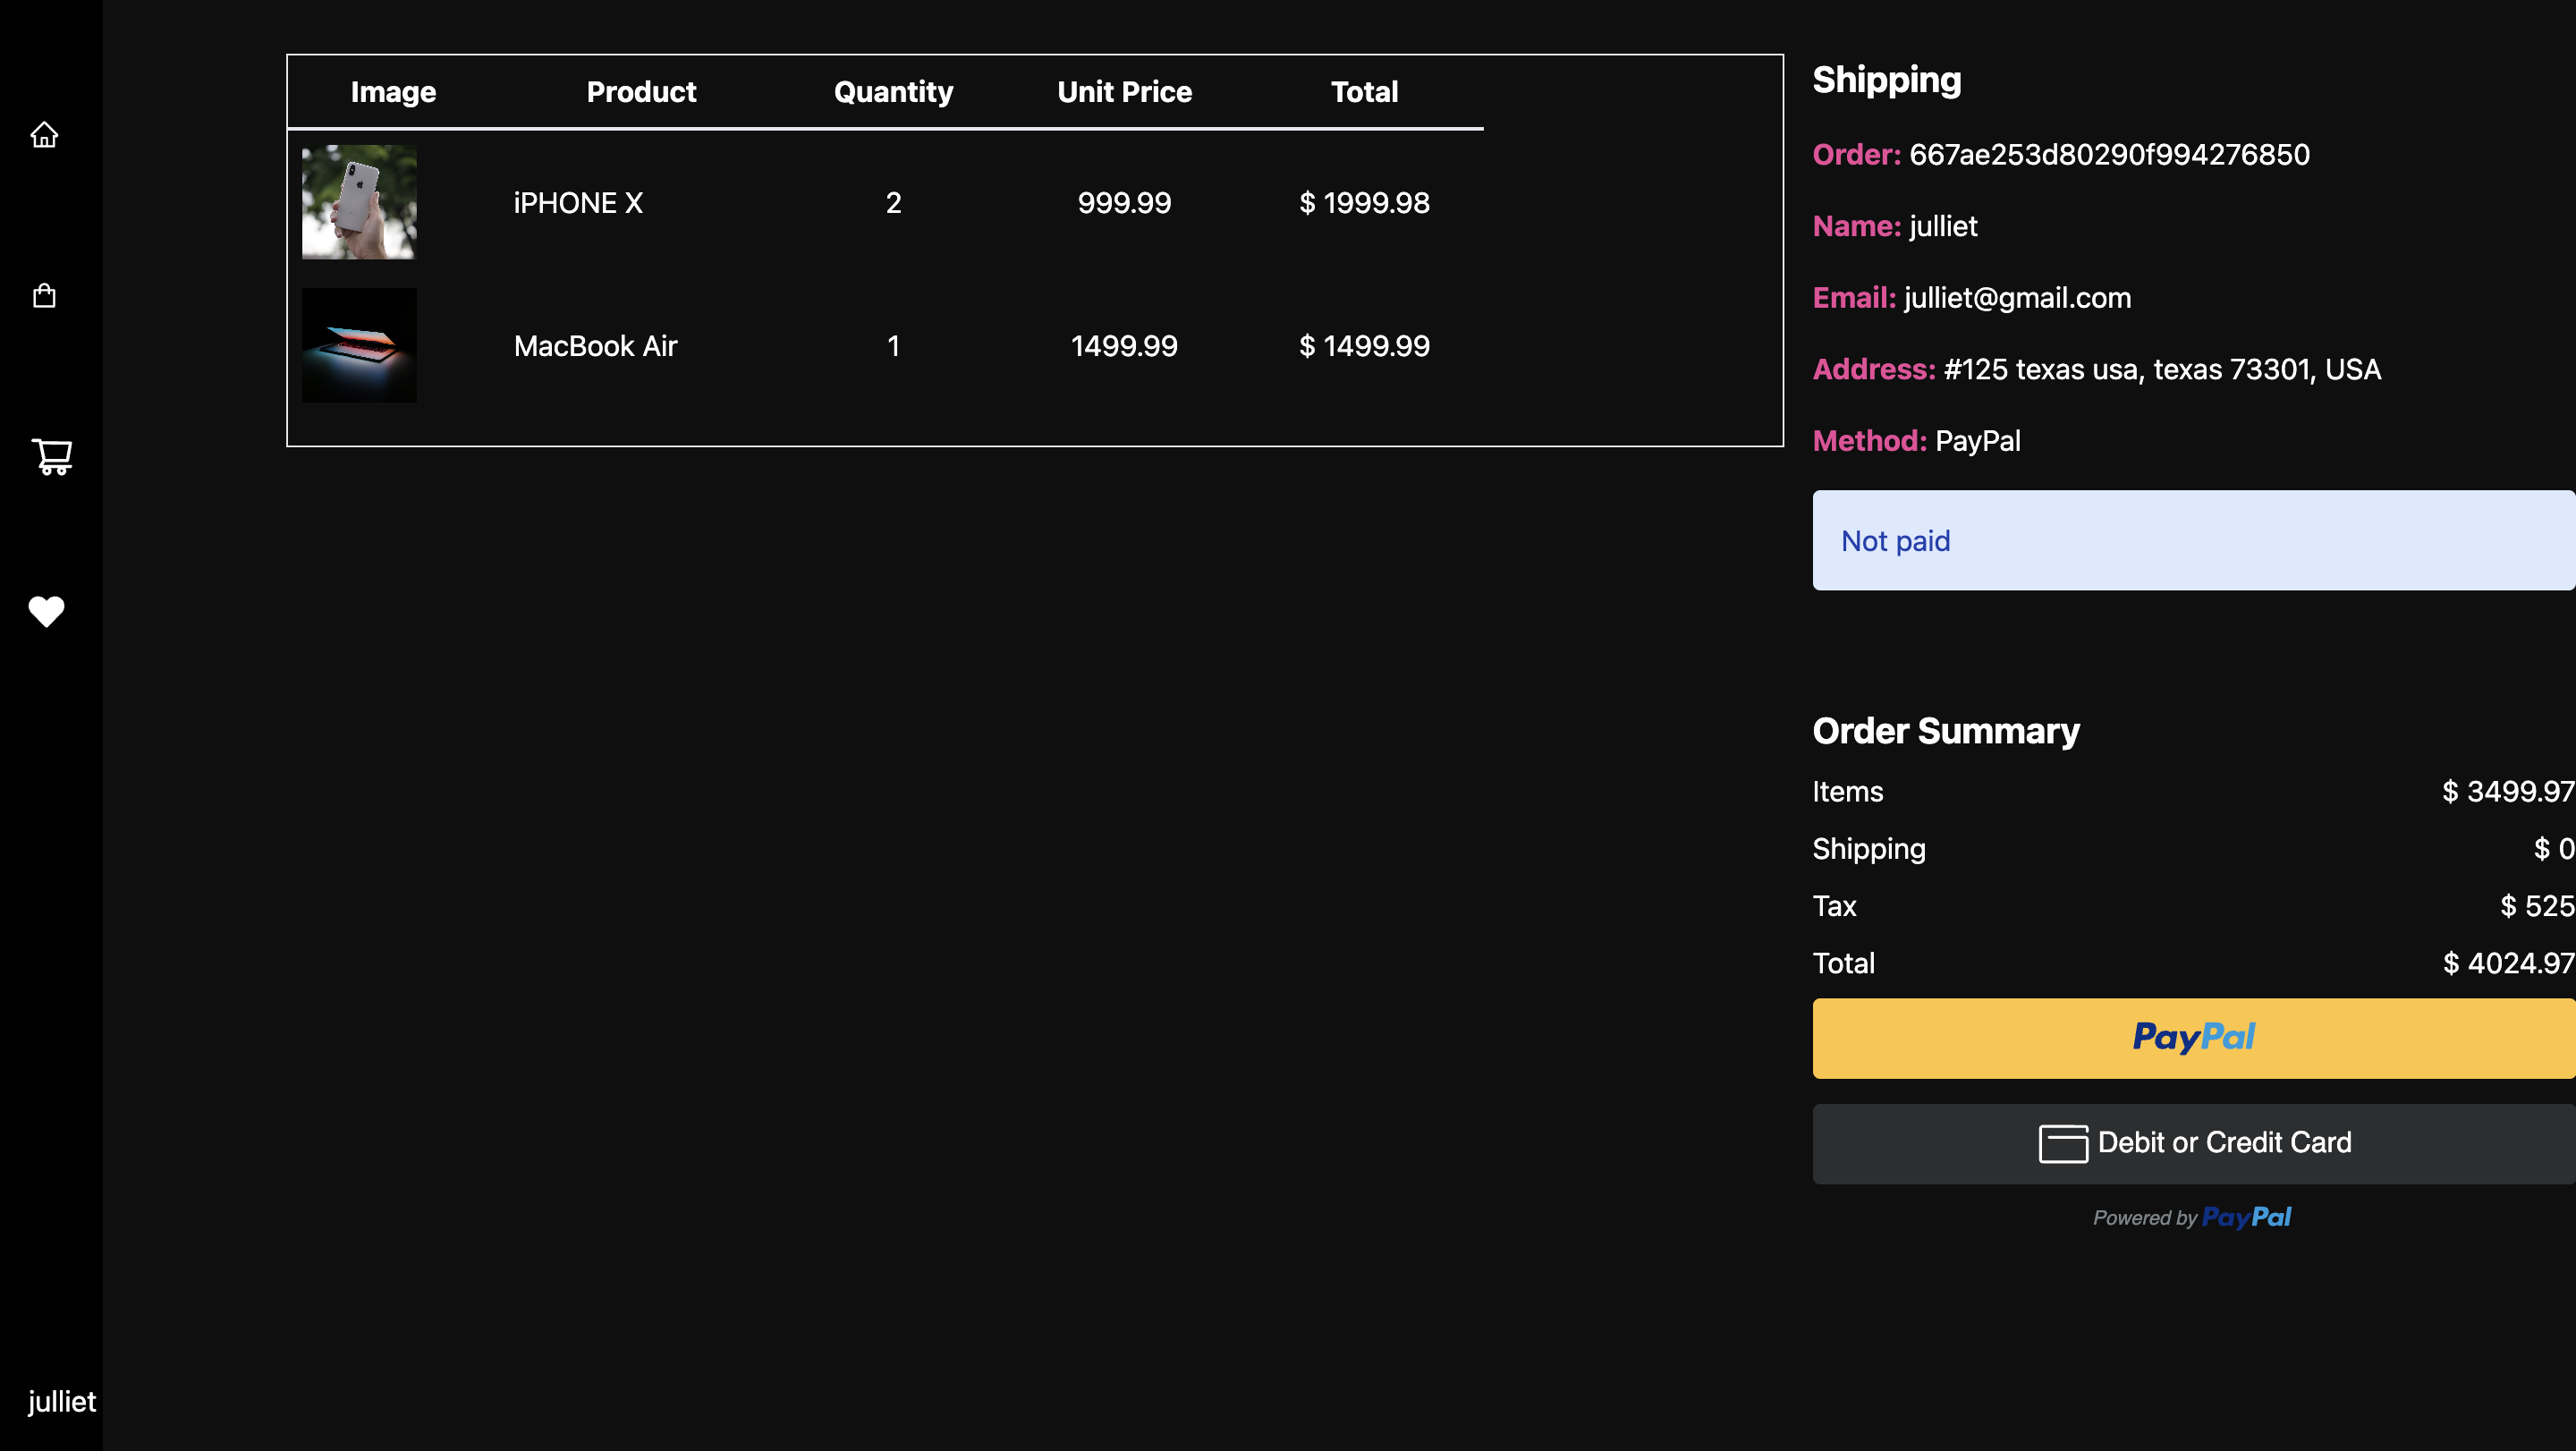 Image Product Quantity Unit Price Total
iPHONE X 2 999.99 $ 1999.98
MacBook Air 1 1499.99 $ 1499.99
Shipping
Order: 667ae253d80290f994276850
Name: julliet
Email: julliet@gmail.com
Address: #125 texas usa, texas 73301, USA
Method: PayPal
Not paid
Order Summary
Items $ 3499.97
Shipping $ 0
Tax $ 525
Total $ 4024.97
PayPal
Debit or Credit Card
Powered by PayPal
julliet